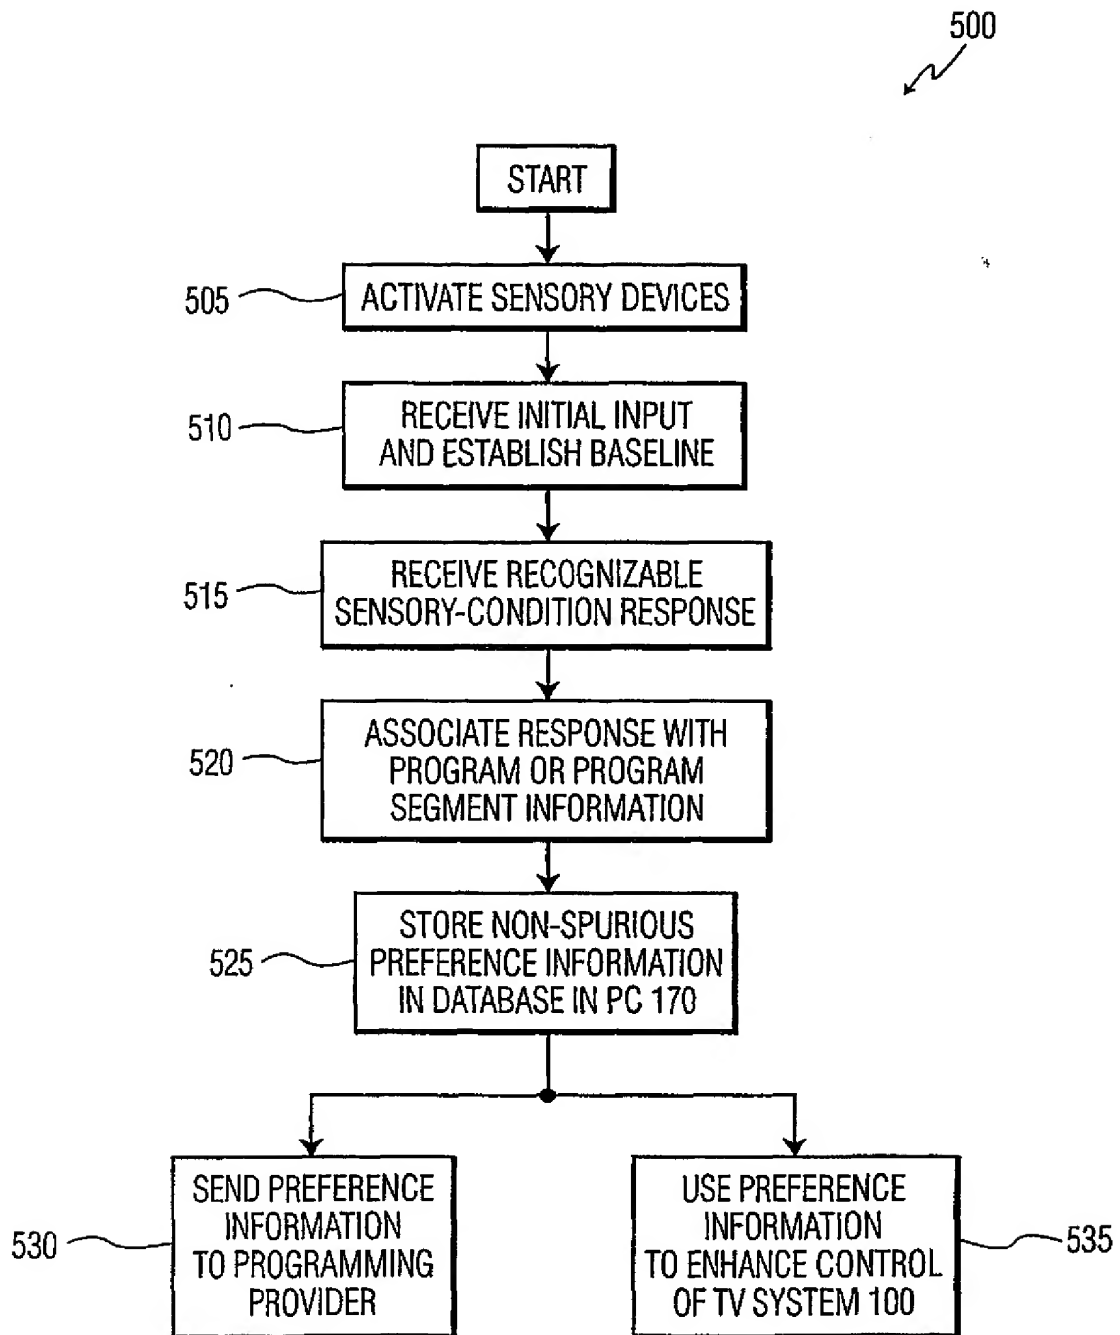 500
START
505
ACTIVATE SENSORY DEVICES
510
RECEIVE INITIAL INPUT
AND ESTABLISH BASELINE
515
RECEIVE RECOGNIZABLE
SENSORY-CONDITION RESPONSE
520
ASSOCIATE RESPONSE WITH
PROGRAM OR PROGRAM
SEGMENT INFORMATION
525
STORE NON-SPURIOUS
PREFERENCE INFORMATION
IN DATABASE IN PC 170
530
SEND PREFERENCE
INFORMATION
TO PROGRAMMING
PROVIDER
USE PREFERENCE
INFORMATION
TO ENHANCE CONTROL
OF TV SYSTEM 100
535